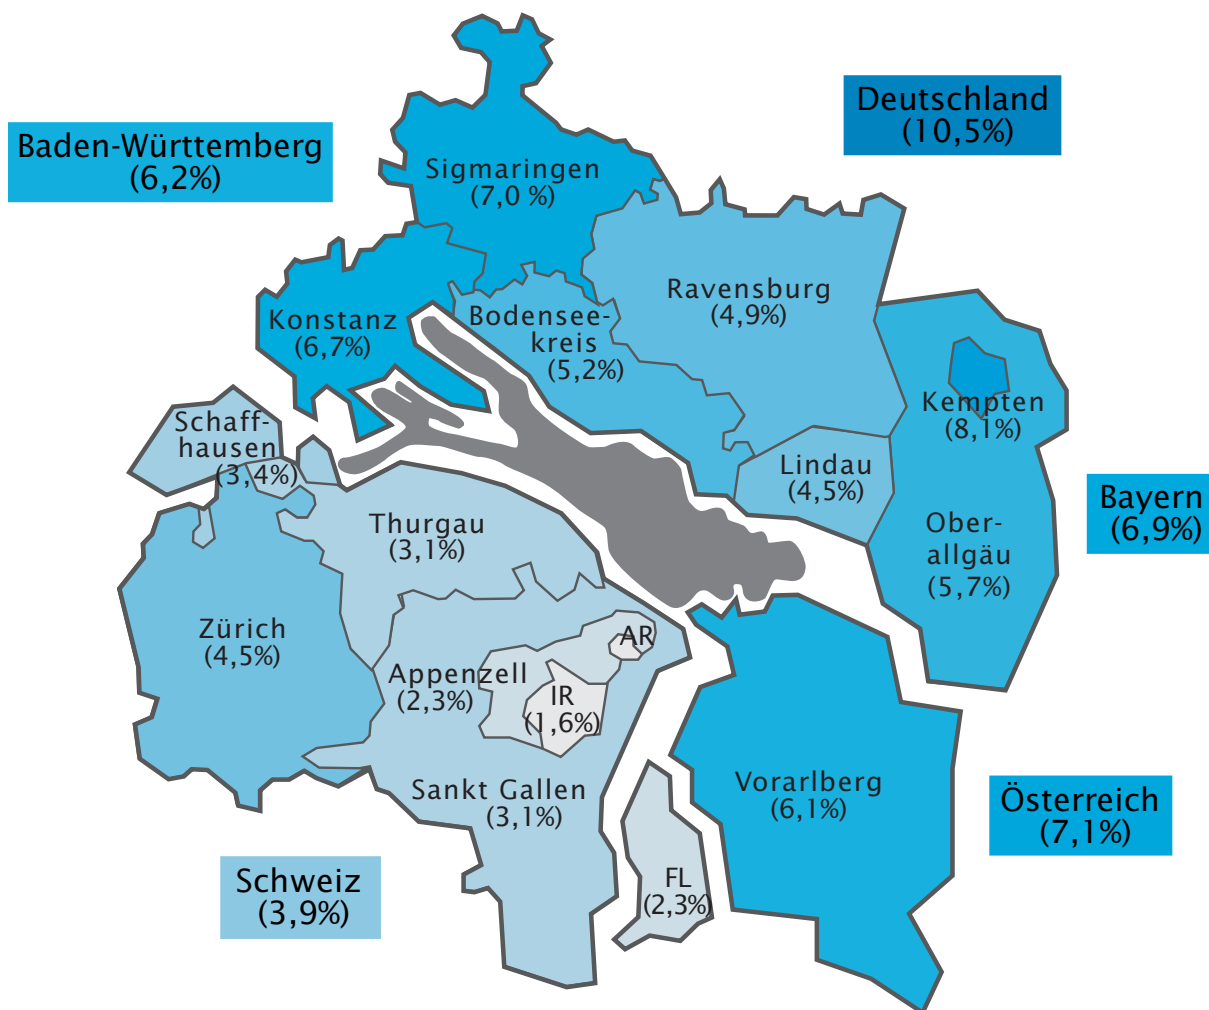 Deutschland
(10,5%)
Baden-Württemberg
(6,2%)
Sigmaringen
(7,0 %)
Ravensburg
(4,9%)
Konstanz
(6,7%)
Bodensee-
kreis
(5,2%)
Kempten
(8,1%)
Schaff-
hausen
(3,4%)
Lindau
(4,5%)
Bayern
(6,9%)
Thurgau
(3,1%)
Ober-
allgäu
(5,7%)
Zürich
(4,5%)
AR
Appenzell
(2,3%)
IR
(1,6%)
Sankt Gallen
(3,1%)
Vorarlberg
(6,1%)
Österreich
(7,1%)
Schweiz
(3,9%)
FL
(2,3%)